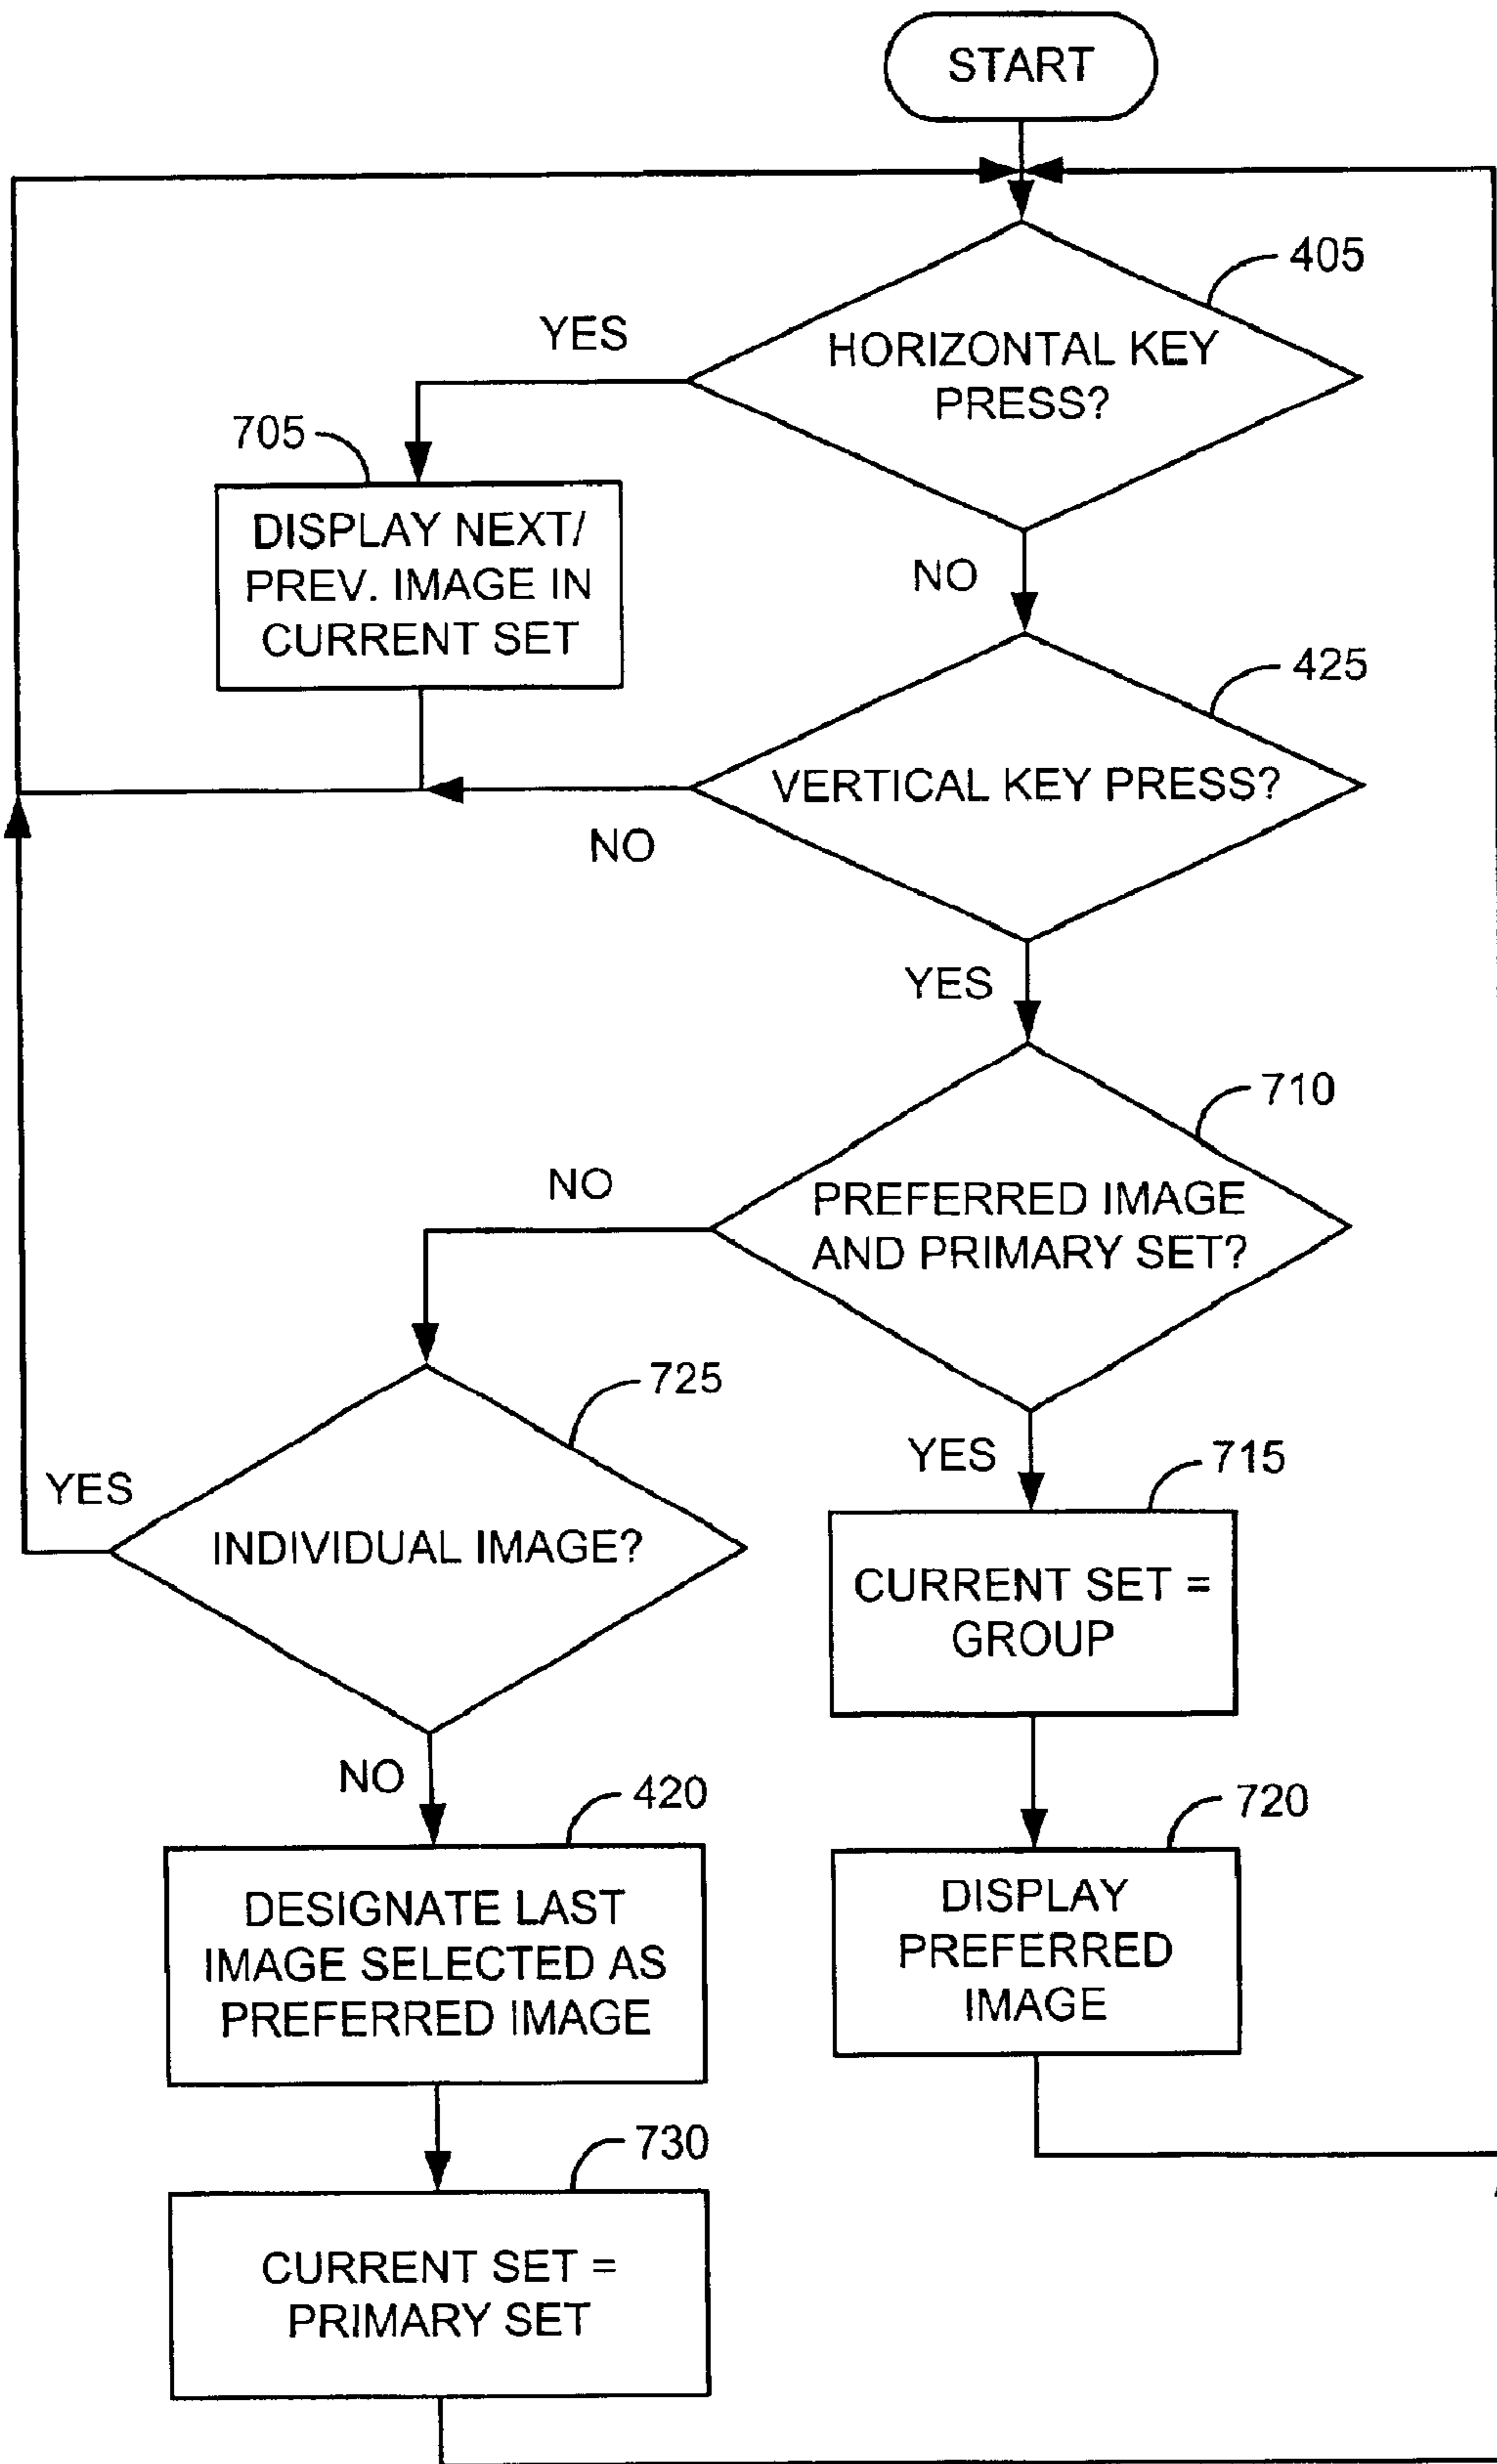 START
405
HORIZONTAL KEY
PRESS?
YES
705
DISPLAY NEXT/
PREV. IMAGE IN
CURRENT SET
NO
425
VERTICAL KEY PRESS?
NO
YES
710
PREFERRED IMAGE
AND PRIMARY SET?
NO
725
INDIVIDUAL IMAGE?
YES
YES
715
CURRENT SET =
GROUP
NO
420
DESIGNATE LAST
IMAGE SELECTED AS
PREFERRED IMAGE
720
DISPLAY
PREFERRED
IMAGE
730
CURRENT SET =
PRIMARY SET